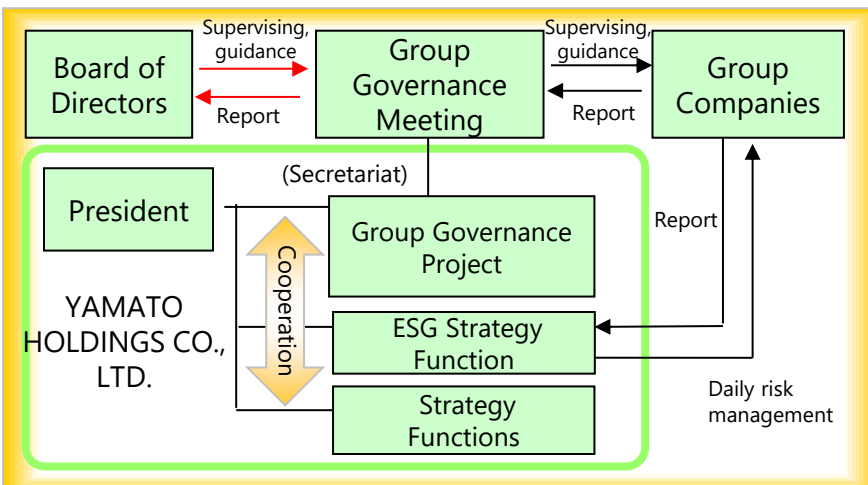 Supervising,
guidance
Supervising,
guidance
Board of
Directors
Group
Governance
Meeting
Group
Companies
Report
Report
(Secretariat)
President
Group Governance
Project
Report
Cooperation
YAMATO
HOLDINGS CO.,
LTD.
ESG Strategy
Function
Strategy
Functions
Daily risk
management